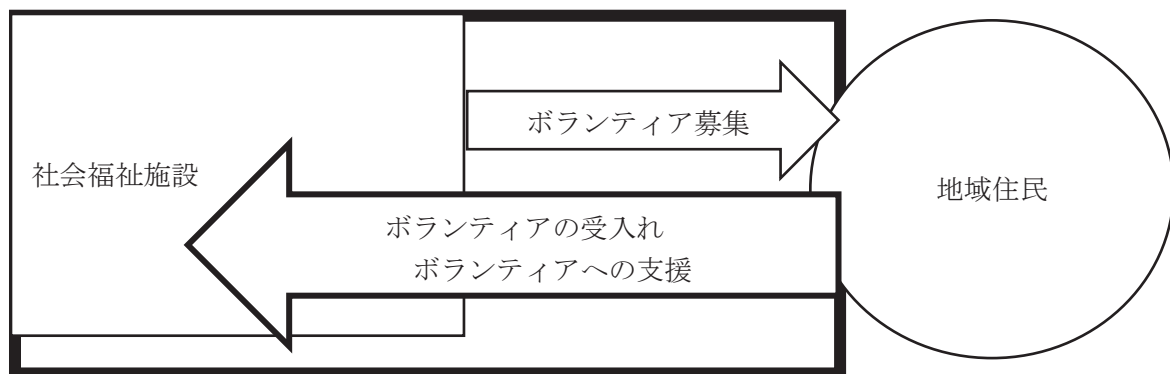 ボランティア募集
社会福祉施設
地域住民
ボランティアの受入れ
ボランティアへの支援